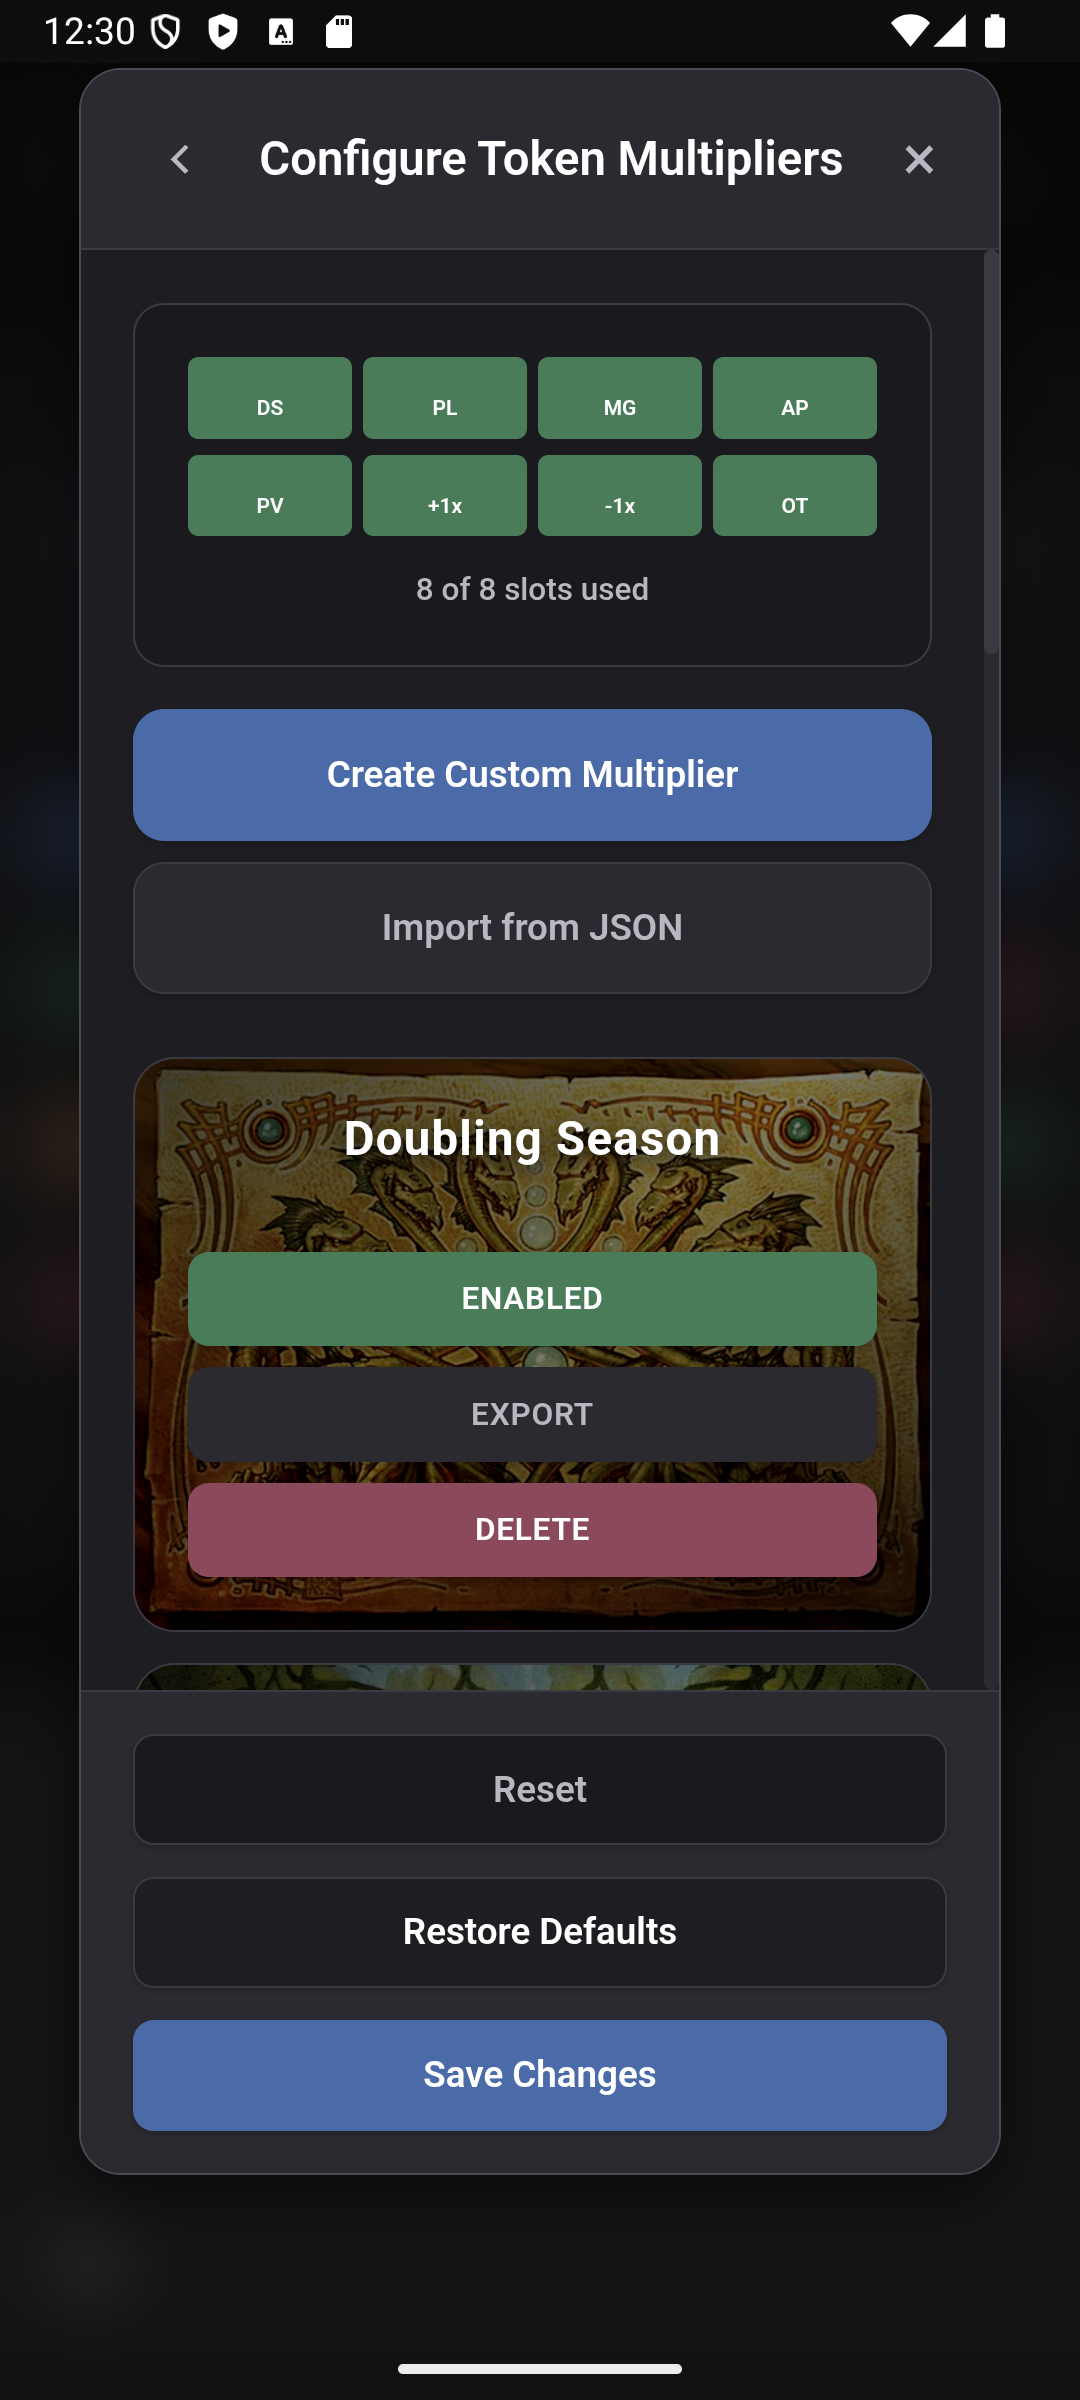 12:30
Configure Token Multipliers
DS PL MG AP
PV +1x -1x OT
8 of 8 slots used
Create Custom Multiplier
Import from JSON
Doubling Season
ENABLED
EXPORT
DELETE
Reset
Restore Defaults
Save Changes